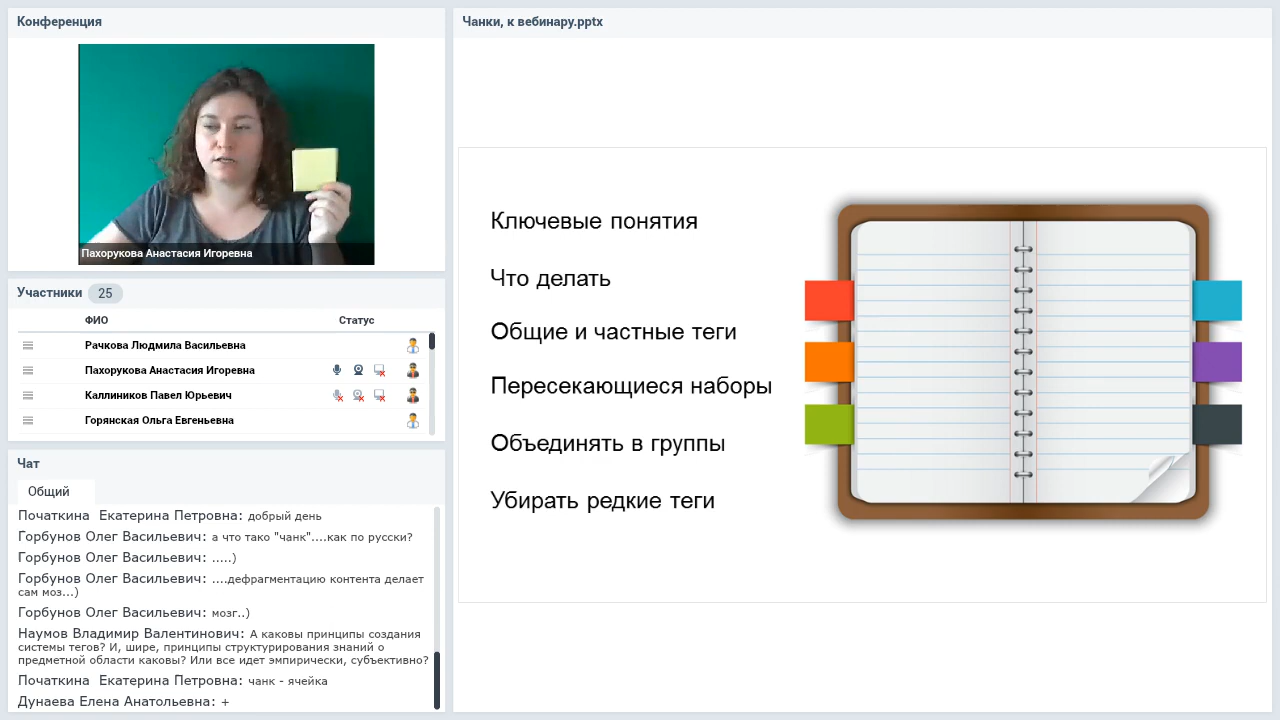 Конференция
Пахорукова Анастасия Игоревна
Участники 25
ФИО Статус
Рачкова Людмила Васильевна
Пахорукова Анастасия Игоревна
Каллиников Павел Юрьевич
Горянская Ольга Евгеньевна
Чат
Общий
Початкина Екатерина Петровна: добрый день
Горбунов Олег Васильевич: а что тако "чанк"....как по русски?
Горбунов Олег Васильевич: .....)
Горбунов Олег Васильевич: ....дефрагментацию контента делает
сам моз...)
Горбунов Олег Васильевич: мозг..)
Наумов Владимир Валентинович: А каковы принципы создания
системы тегов? И, шире, принципы структурирования знаний о
предметной области каковы? Или все идет эмпирически, субъективно?
Початкина Екатерина Петровна: чанк - ячейка
Дунаева Елена Анатольевна: +
Чанки, к вебинару.pptx
Ключевые понятия
Что делать
Общие и частные теги
Пересекающиеся наборы
Объединять в группы
Убирать редкие теги